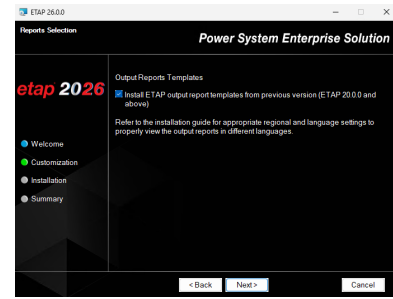 ETAP 26.0.0
Reports Selection
Power System Enterprise Solution
etap 2026
Output Reports Templates
Install ETAP output report templates from previous version (ETAP 20.0.0 and
above)
Refer to the installation guide for appropriate regional and language settings to
properly view the output reports in different languages.
Welcome
Customization
Installation
Summary
< Back
Next >
Cancel